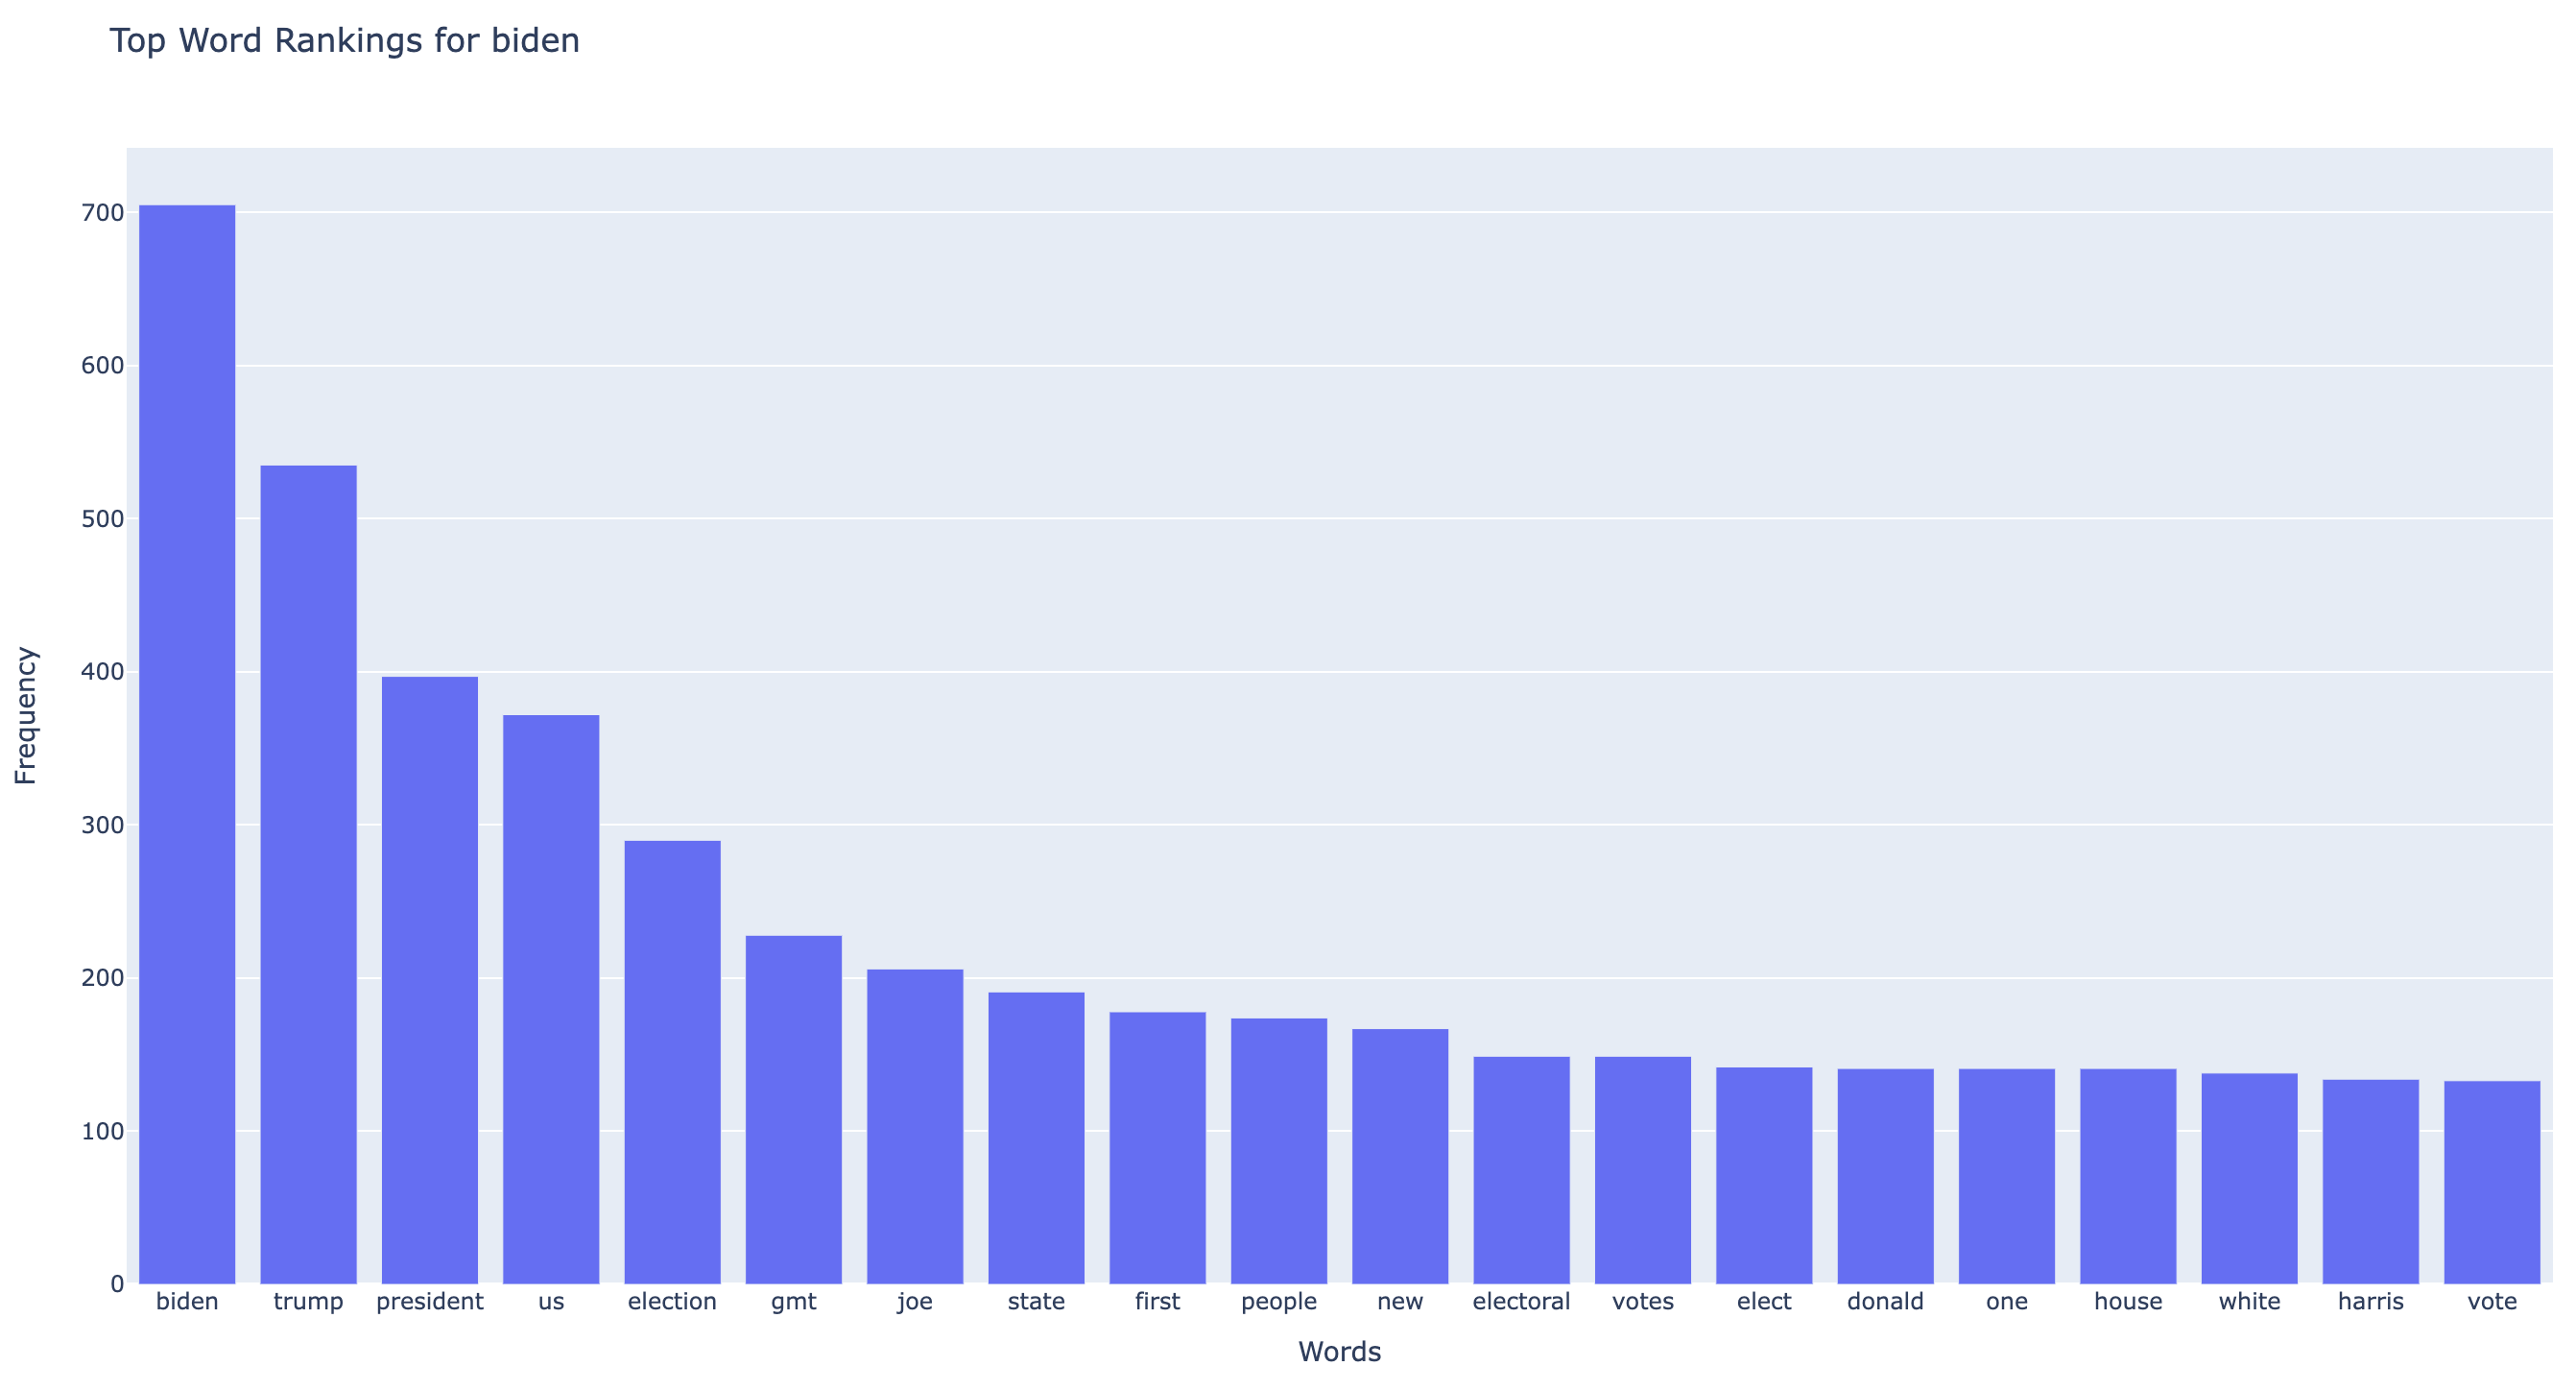 Top Word Rankings for biden
700
600
500
400
300
200
100
0
Frequency
biden trump president us election gmt joe state first people new electoral votes elect donald one house white harris vote
Words